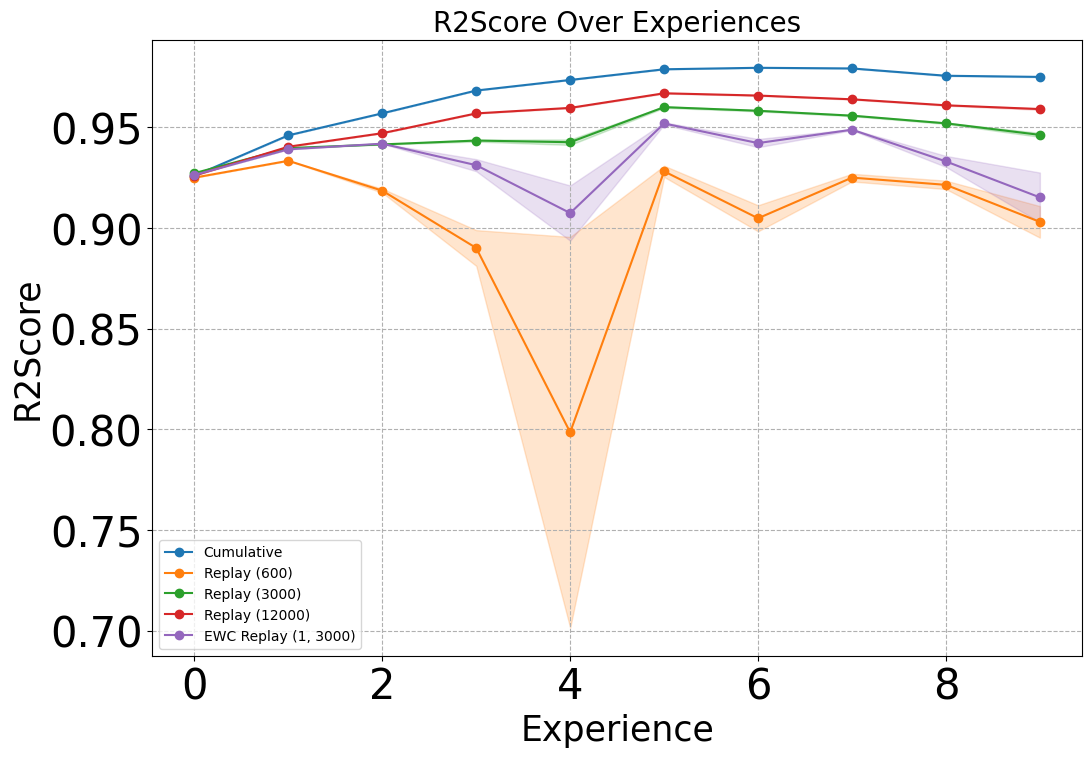 R2Score Over Experiences
R2Score
0.95
0.90
0.85
0.80
0.75
0.70
Cumulative
Replay (600)
Replay (3000)
Replay (12000)
EWC Replay (1, 3000)
0 2 4 6 8
Experience